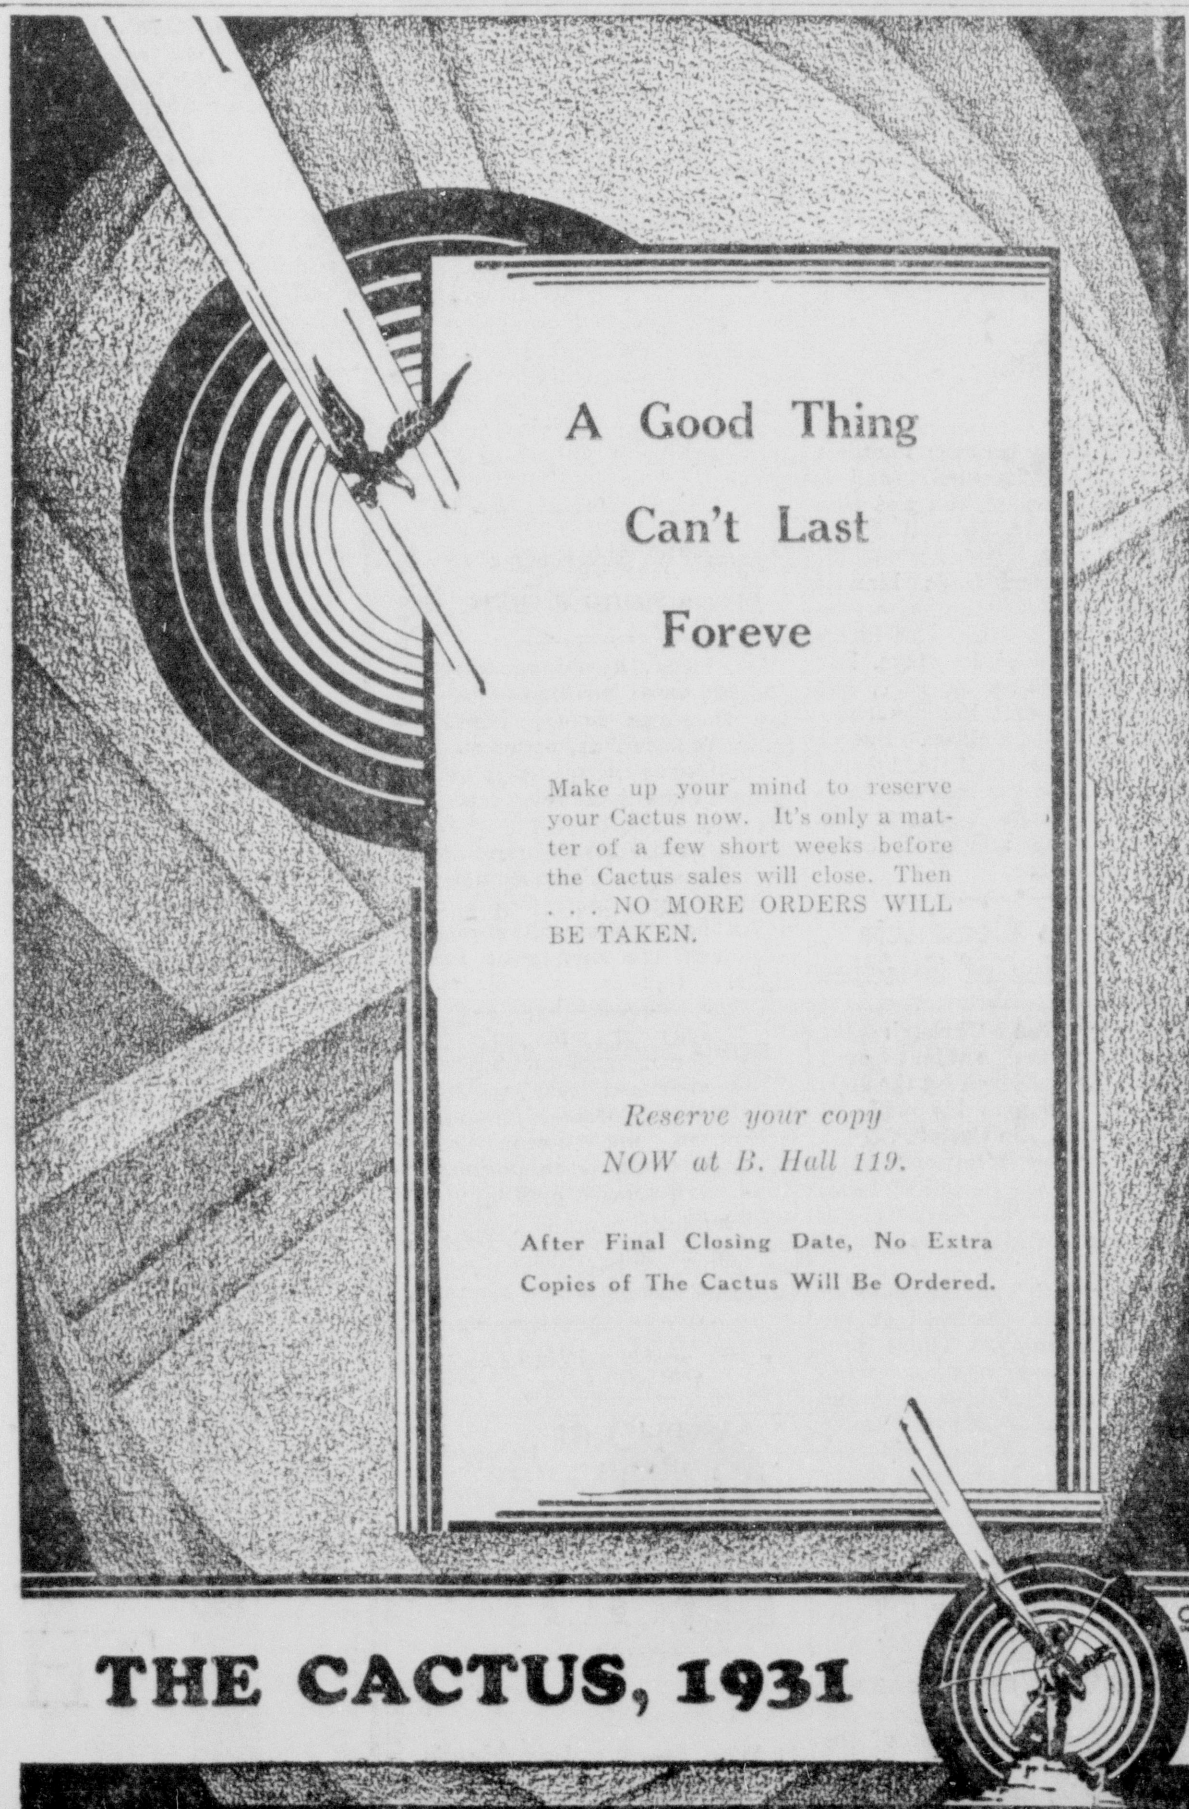 A Good Thing
Can't Last
Foreve
Make up your mind to reserve
your Cactus now. It's only a mat-
ter of a few short weeks before
the Cactus sales will close. Then
. . . NO MORE ORDERS WILL
BE TAKEN.
Reserve your copy
NOW at B. Hall 119.
After Final Closing Date, No Extra
Copies of The Cactus Will Be Ordered.
THE CACTUS, 1931